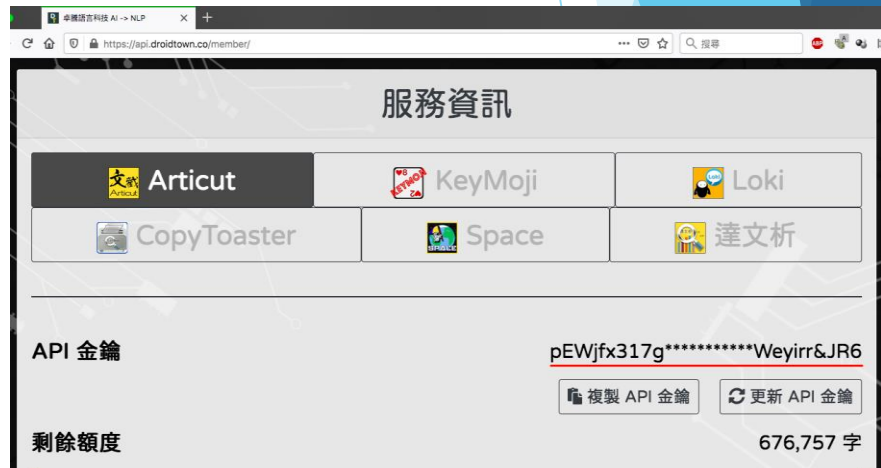 卓騰語言科技 AI -> NLP
https://api.droidtown.co/member/
搜尋
服務資訊
文截 Articut Articut
KeyMoji
Loki
CopyToaster
SPACE Space
達文析
API 金鑰
pEWjfx317g***********Weyirr&JR6
複製 API 金鑰
更新 API 金鑰
剩餘額度
676,757 字